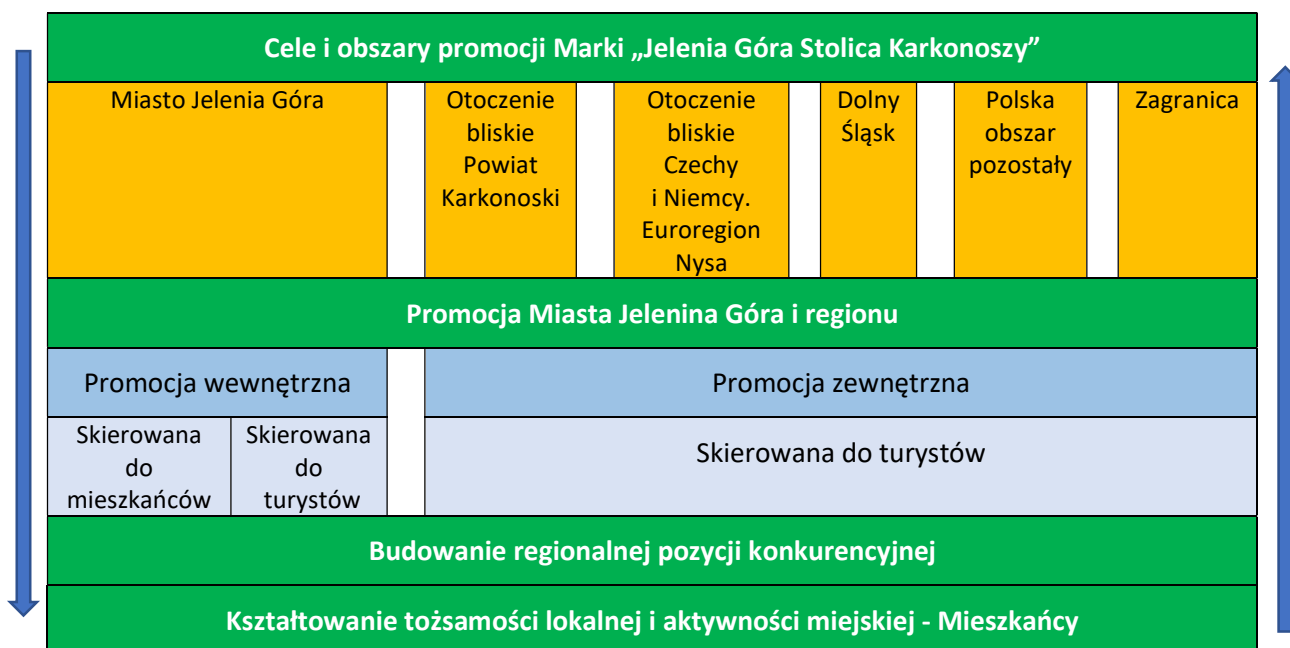 Cele i obszary promocji Marki „Jelenia Góra Stolica Karkonoszy”
Miasto Jelenia Góra
Otoczenie
bliskie
Powiat
Karkonoski
Otoczenie
bliskie
Czechy
i Niemcy.
Euroregion
Nysa
Dolny
Śląsk
Polska
obszar
pozostały
Zagranica
Promocja Miasta Jelenina Góra i regionu
Promocja wewnętrzna
Promocja zewnętrzna
Skierowana
do
mieszkańców
Skierowana
do
turystów
Skierowana do turystów
Budowanie regionalnej pozycji konkurencyjnej
Kształtowanie tożsamości lokalnej i aktywności miejskiej - Mieszkańcy